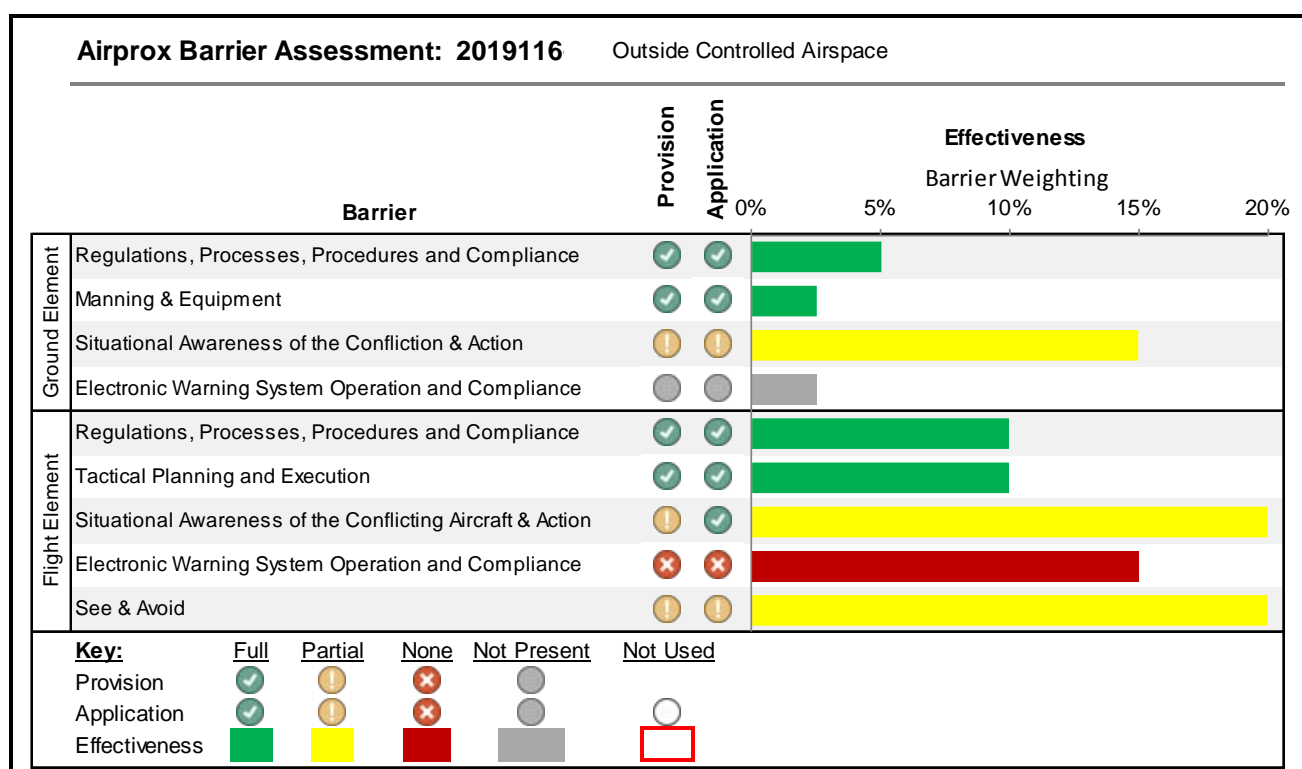 Airprox Barrier Assessment: 2019116 Outside Controlled Airspace
Provision
Application
Effectiveness
Barrier Weighting
Barrier
0% 5% 10% 15% 20%
Ground Element
Regulations, Processes, Procedures and Compliance
Manning & Equipment
Situational Awareness of the Confliction & Action
Electronic Warning System Operation and Compliance
Flight Element
Regulations, Processes, Procedures and Compliance
Tactical Planning and Execution
Situational Awareness of the Conflicting Aircraft & Action
Electronic Warning System Operation and Compliance
See & Avoid
Key: Full Partial None Not Present Not Used
Provision
Application
Effectiveness